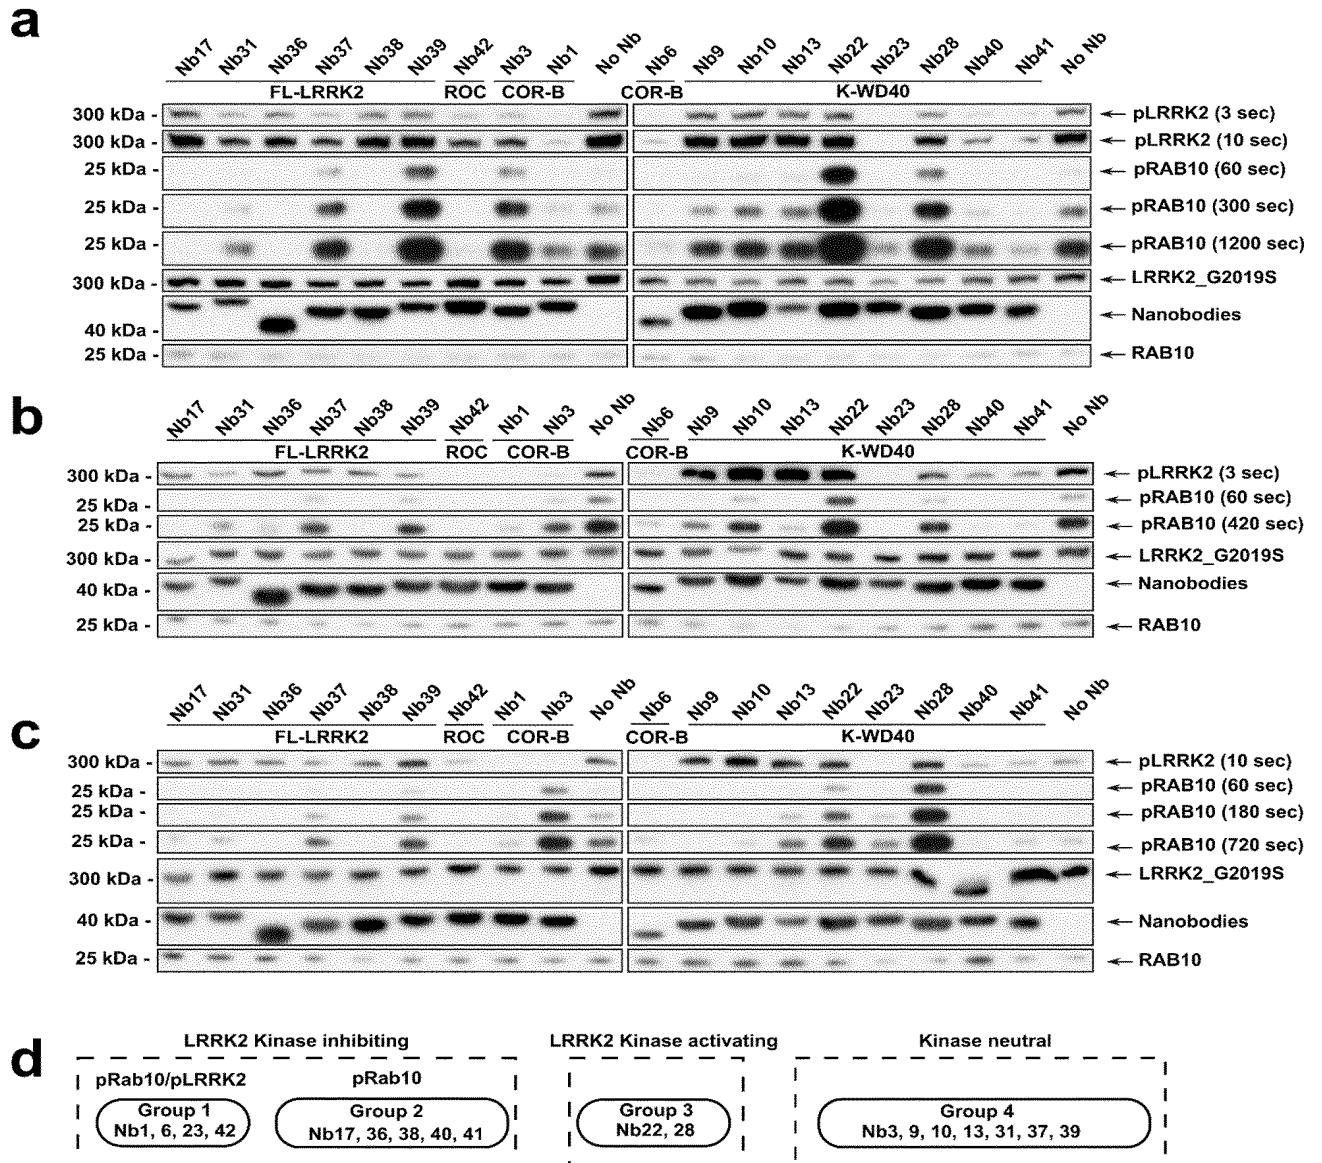 a
Nb17 Nb31 Nb36 Nb37 Nb38 Nb39 Nb42 Nb3 Nb1 No Nb Nb6 Nb9 Nb10 Nb13 Nb22 Nb23 Nb28 Nb40 Nb41 No Nb
FL-LRRK2 ROC COR-B COR-B K-WD40
300 kDa - pLRRK2 (3 sec)
300 kDa - pLRRK2 (10 sec)
25 kDa - pRAB10 (60 sec)
25 kDa - pRAB10 (300 sec)
25 kDa - pRAB10 (1200 sec)
300 kDa - LRRK2_G2019S
Nanobodies
40 kDa -
25 kDa - RAB10
b
Nb17 Nb31 Nb36 Nb37 Nb38 Nb39 Nb42 Nb1 Nb3 No Nb Nb6 Nb9 Nb10 Nb13 Nb22 Nb23 Nb28 Nb40 Nb41 No Nb
FL-LRRK2 ROC COR-B COR-B K-WD40
300 kDa - pLRRK2 (3 sec)
25 kDa - pRAB10 (60 sec)
25 kDa - pRAB10 (420 sec)
300 kDa - LRRK2_G2019S
40 kDa - Nanobodies
25 kDa - RAB10
c
Nb17 Nb31 Nb36 Nb37 Nb38 Nb39 Nb42 Nb1 Nb3 No Nb Nb6 Nb9 Nb10 Nb13 Nb22 Nb23 Nb28 Nb40 Nb41 No Nb
FL-LRRK2 ROC COR-B COR-B K-WD40
300 kDa - pLRRK2 (10 sec)
25 kDa - pRAB10 (60 sec)
25 kDa - pRAB10 (180 sec)
25 kDa - pRAB10 (720 sec)
300 kDa - LRRK2_G2019S
40 kDa - Nanobodies
25 kDa - RAB10
d
LRRK2 Kinase inhibiting LRRK2 Kinase activating Kinase neutral
pRab10/pLRRK2 pRab10
Group 1 Group 2 Group 3 Group 4
Nb1, 6, 23, 42 Nb17, 36, 38, 40, 41 Nb22, 28 Nb3, 9, 10, 13, 31, 37, 39